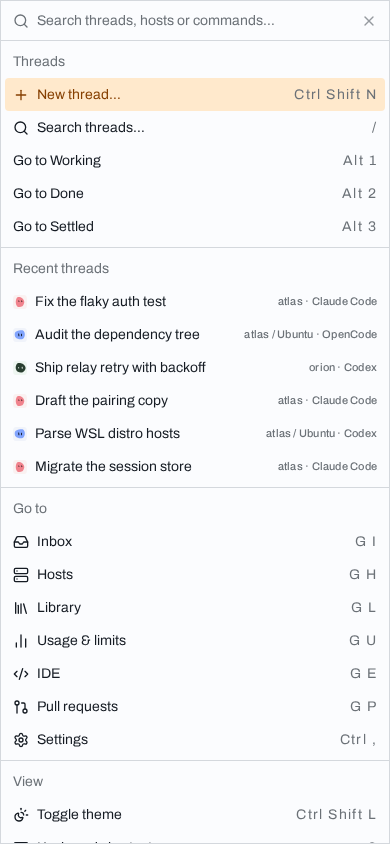 Search threads, hosts or commands...
Threads
New thread... Ctrl Shift N
Search threads... /
Go to Working Alt 1
Go to Done Alt 2
Go to Settled Alt 3
Recent threads
Fix the flaky auth test atlas · Claude Code
Audit the dependency tree atlas / Ubuntu · OpenCode
Ship relay retry with backoff orion · Codex
Draft the pairing copy atlas · Claude Code
Parse WSL distro hosts atlas / Ubuntu · Codex
Migrate the session store atlas · Claude Code
Go to
Inbox G I
Hosts G H
Library G L
Usage & limits G U
IDE G E
Pull requests G P
Settings Ctrl ,
View
Toggle theme Ctrl Shift L